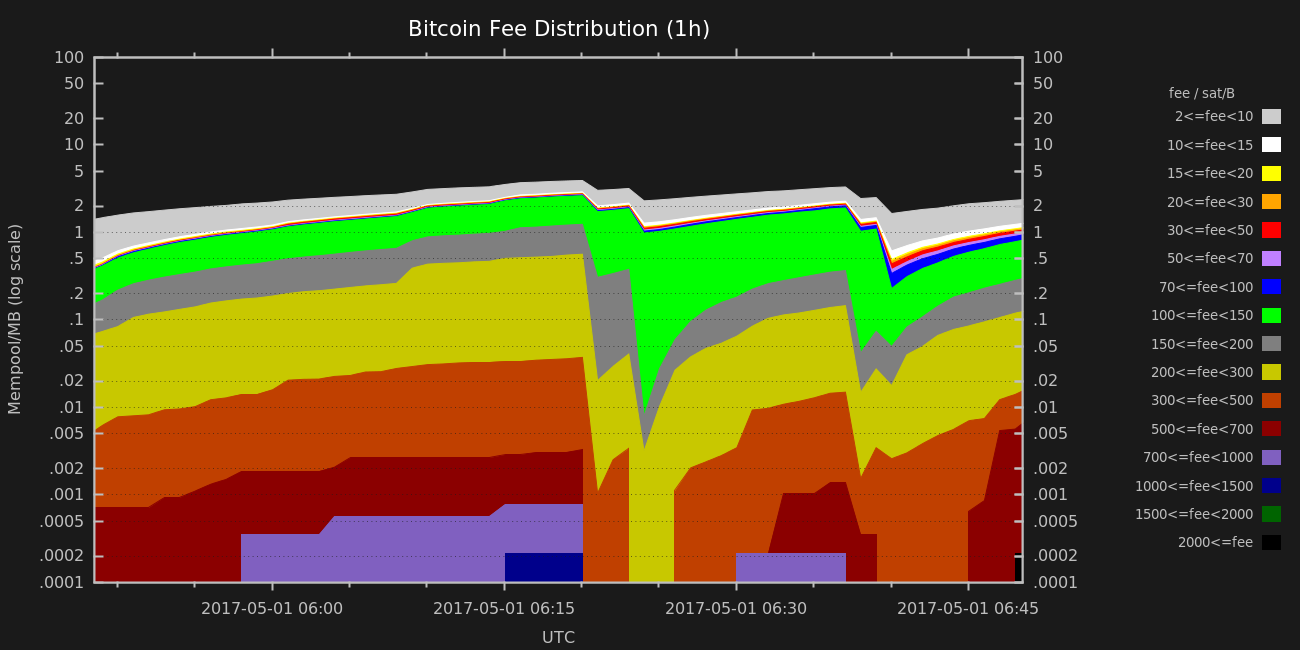 Bitcoin Fee Distribution (1h)
Mempool/MB (log scale)
100
50
20
10
5
2
1
.5
.2
.1
.05
.02
.01
.005
.002
.001
.0005
.0002
.0001
100
50
20
10
5
2
1
.5
.2
.1
.05
.02
.01
.005
.002
.001
.0005
.0002
.0001
2017-05-01 06:00
2017-05-01 06:15
2017-05-01 06:30
2017-05-01 06:45
UTC
fee / sat/B
2<=fee<10
10<=fee<15
15<=fee<20
20<=fee<30
30<=fee<50
50<=fee<70
70<=fee<100
100<=fee<150
150<=fee<200
200<=fee<300
300<=fee<500
500<=fee<700
700<=fee<1000
1000<=fee<1500
1500<=fee<2000
2000<=fee